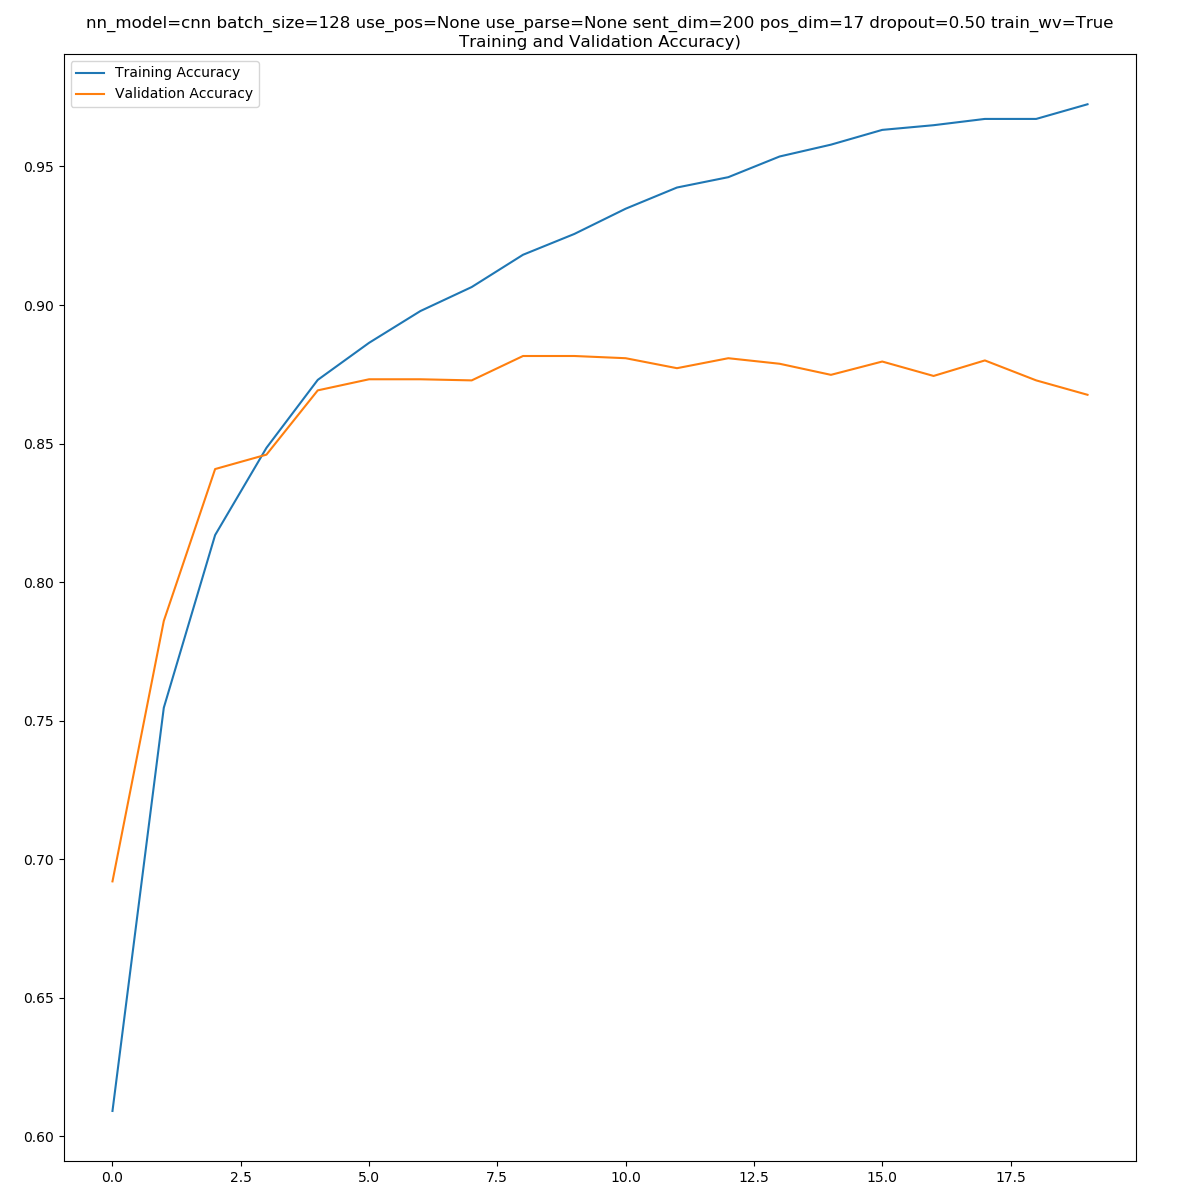 nn_model=cnn batch_size=128 use_pos=None use_parse=None sent_dim=200 pos_dim=17 dropout=0.50 train_wv=True
Training and Validation Accuracy)
Training Accuracy
Validation Accuracy
0.95
0.90
0.85
0.80
0.75
0.70
0.65
0.60
0.0 2.5 5.0 7.5 10.0 12.5 15.0 17.5